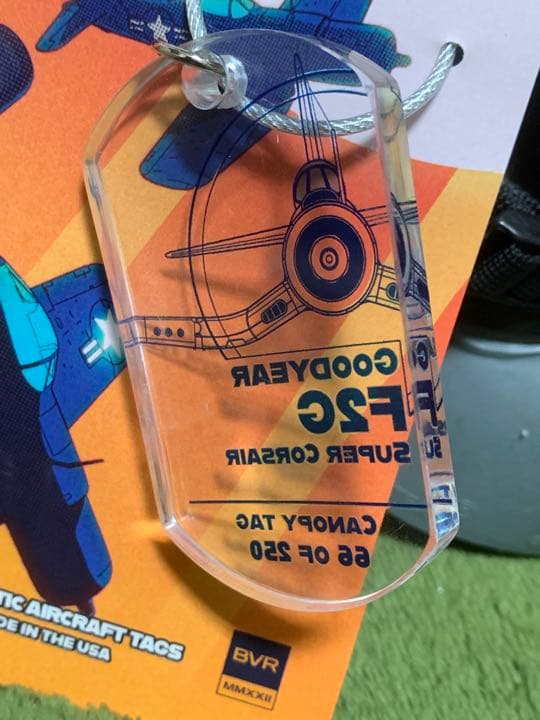 GOODYEAR
F2G
SUPER CORSAIR
CANOPY TAG
66 OF 250
TIC AIRCRAFT TAGS
DE IN THE USA
BVR
MMXXII